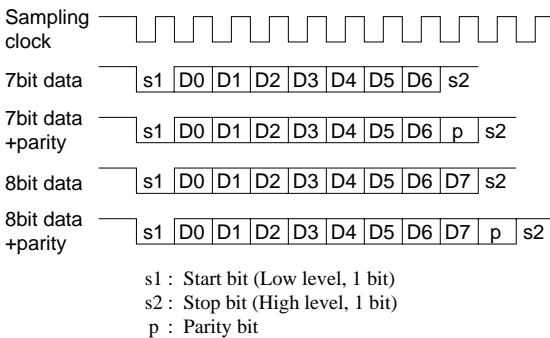 Sampling
clock
7bit data s1 D0 D1 D2 D3 D4 D5 D6 s2
7bit data
+parity s1 D0 D1 D2 D3 D4 D5 D6 p s2
8bit data s1 D0 D1 D2 D3 D4 D5 D6 D7 s2
8bit data
+parity s1 D0 D1 D2 D3 D4 D5 D6 D7 p s2
s1 : Start bit (Low level, 1 bit)
s2 : Stop bit (High level, 1 bit)
p : Parity bit